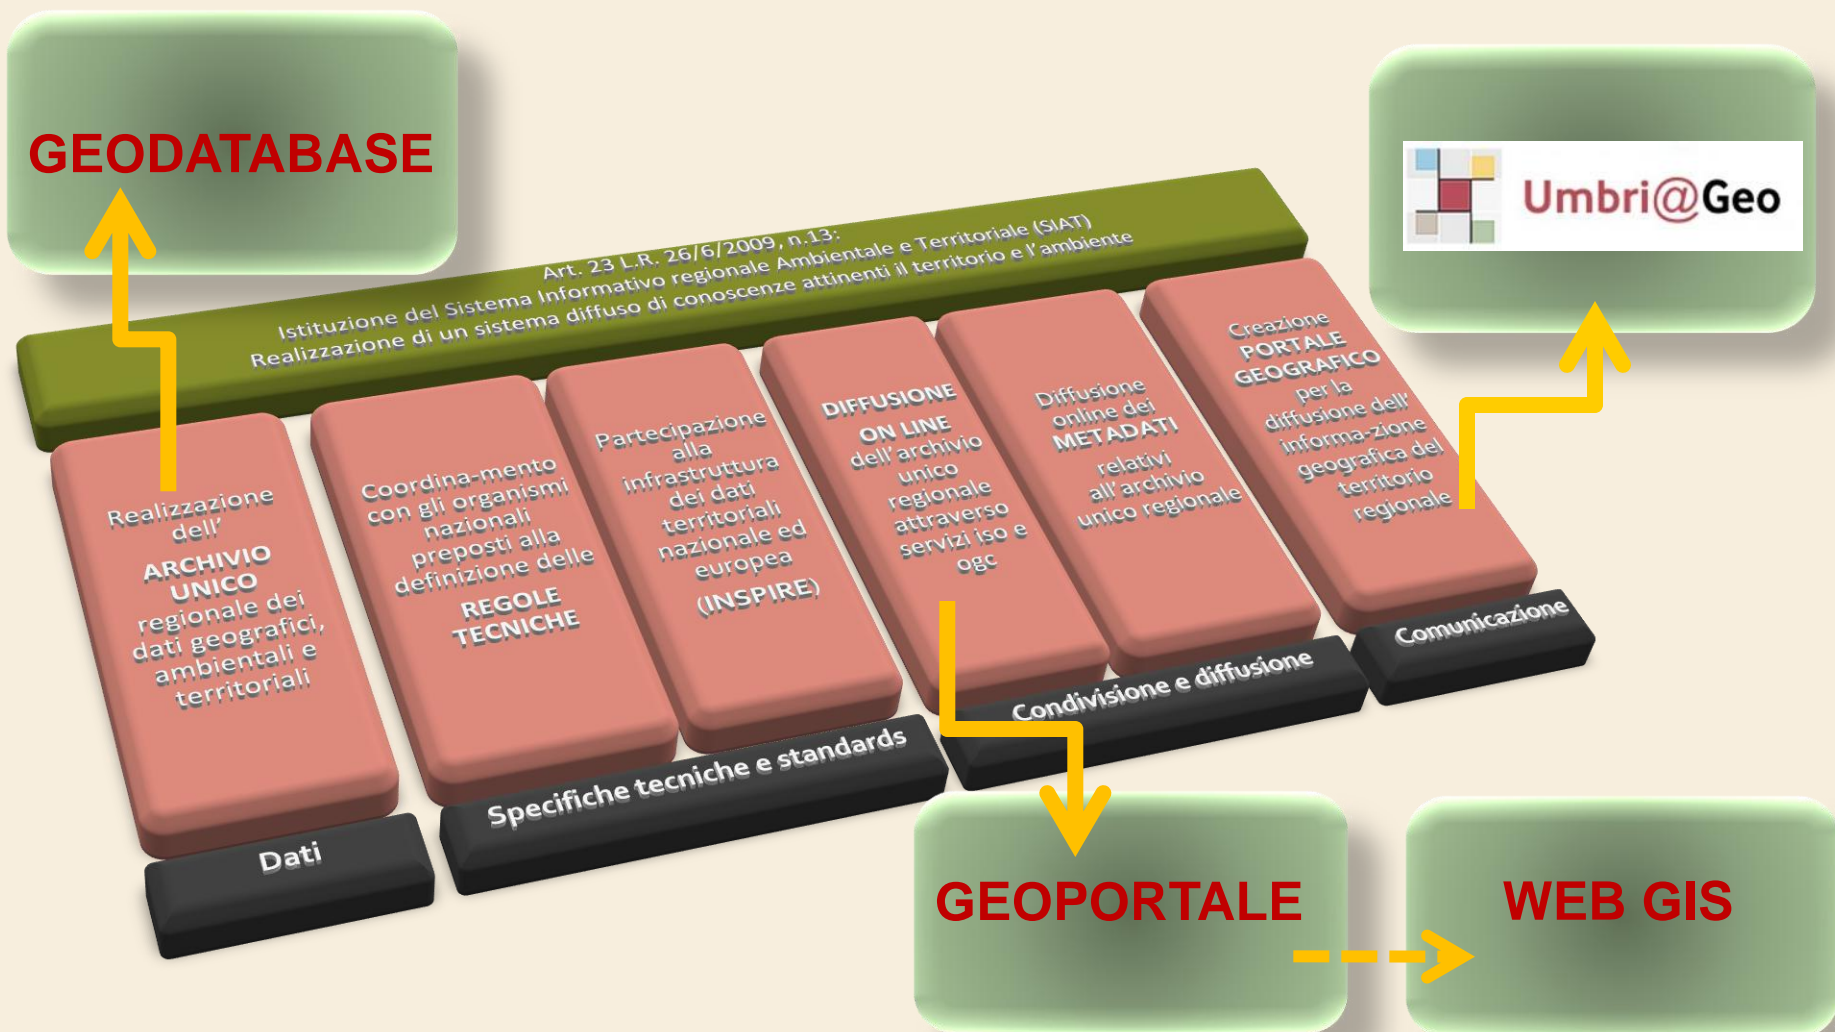 GEODATABASE
Umbri@Geo
Art. 23 L.R. 26/6/2009, n.13:
Istituzione del Sistema Informativo regionale Ambientale e Territoriale (SIAT)
Realizzazione di un sistema diffuso di conoscenze attinenti il territorio e l'ambiente
Realizzazione
dell'
ARCHIVIO
UNICO
regionale dei
dati geografici,
ambientali e
territoriali
Coordina-mento
con gli organismi
nazionali
preposti alla
definizione delle
REGOLE
TECNICHE
Partecipazione
alla
infrastruttura
dei dati
territoriali
nazionale ed
europea
(INSPIRE)
DIFFUSIONE
ON LINE
dell'archivio
unico
regionale
attraverso
servizi iso e
ogc
Diffusione
online dei
METADATI
relativi
all'archivio
unico regionale
Creazione
PORTALE
GEOGRAFICO
per la
diffusione dell'
informa-zione
geografica del
territorio
regionale
Dati
Specifiche tecniche e standards
Condivisione e diffusione
Comunicazione
GEOPORTALE
WEB GIS